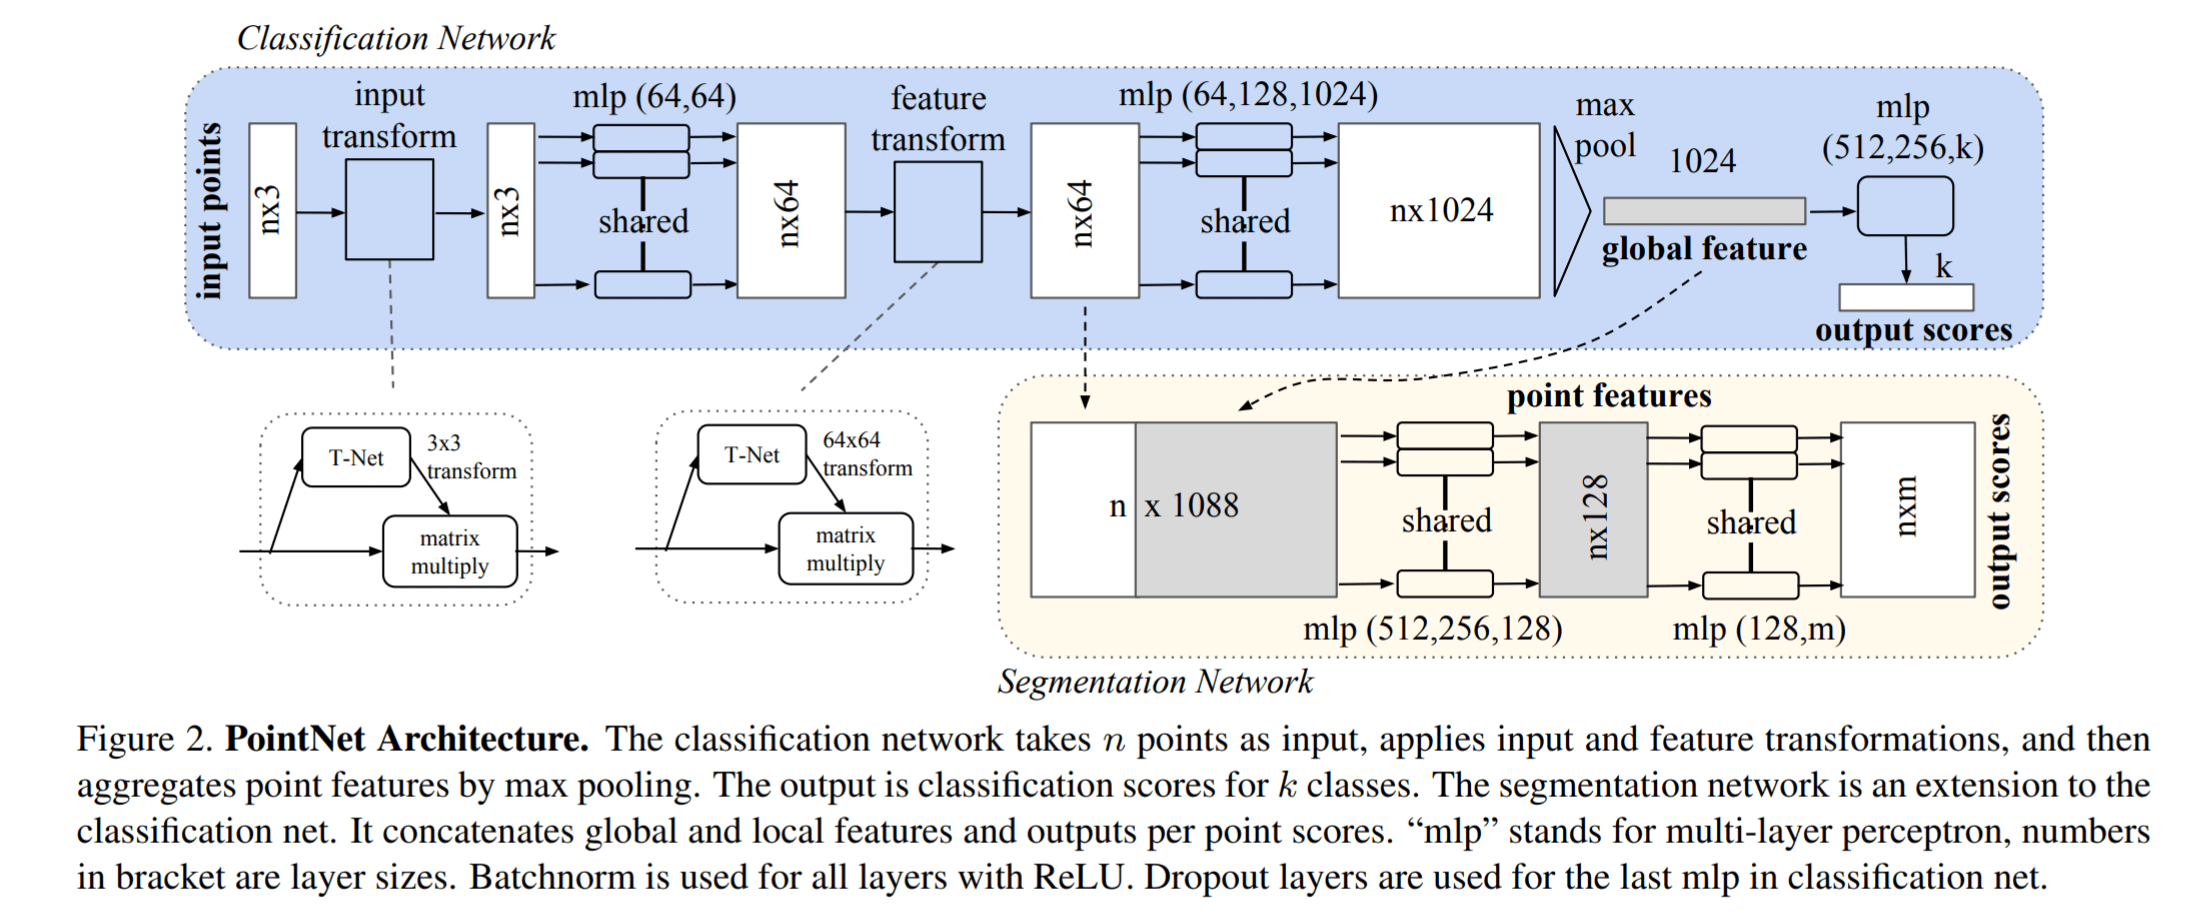 Classification Network
input points
nx3
input
transform
nx3
mlp (64,64)
shared
nx64
feature
transform
nx64
mlp (64,128,1024)
shared
nx1024
max
pool
1024
global feature
mlp
(512,256,k)
k
output scores
T-Net
3x3
transform
matrix
multiply
T-Net
64x64
transform
matrix
multiply
point features
n x 1088
shared
mlp (512,256,128)
nx128
shared
mlp (128,m)
nxm
output scores
Segmentation Network
Figure 2. PointNet Architecture. The classification network takes n points as input, applies input and feature transformations, and then
aggregates point features by max pooling. The output is classification scores for k classes. The segmentation network is an extension to the
classification net. It concatenates global and local features and outputs per point scores. “mlp” stands for multi-layer perceptron, numbers
in bracket are layer sizes. Batchnorm is used for all layers with ReLU. Dropout layers are used for the last mlp in classification net.